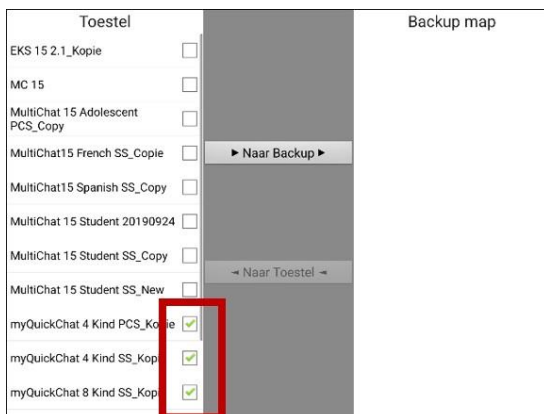 Toestel
Backup map
EKS 15 2.1_Kopie
MC 15
MultiChat 15 Adolescent
PCS_Copy
MultiChat15 French SS_Copie
► Naar Backup ►
MultiChat15 Spanish SS_Copy
MultiChat 15 Student 20190924
MultiChat 15 Student SS_Copy
◄ Naar Toestel ◄
MultiChat 15 Student SS_New
myQuickChat 4 Kind PCS_Kopie
myQuickChat 4 Kind SS_Kopi
myQuickChat 8 Kind SS_Kopi